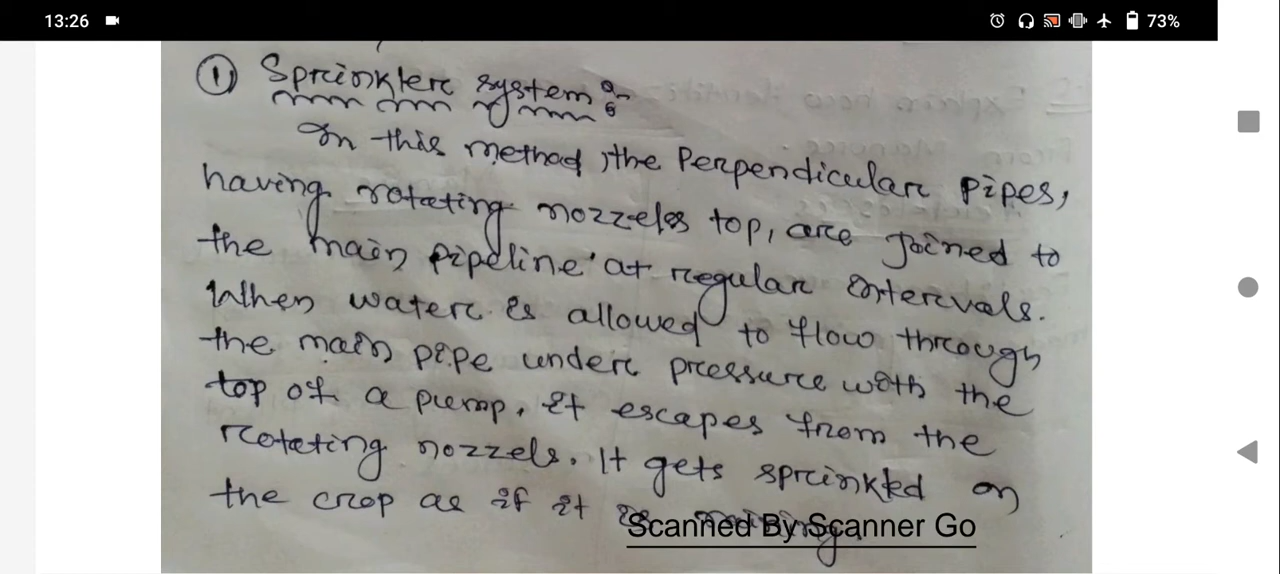 13:26
73%
① Sprinkler system:-
In this method, the Perpendicular pipes,
having rotating nozzeles top, are joined to
the main pipeline at regular intervals.
When water is allowed to flow through
the main pipe under pressure with the
top of a pump, it escapes from the
rotating nozzels. It gets sprinkled on
the crop as if it is raining
Scanned By Scanner Go